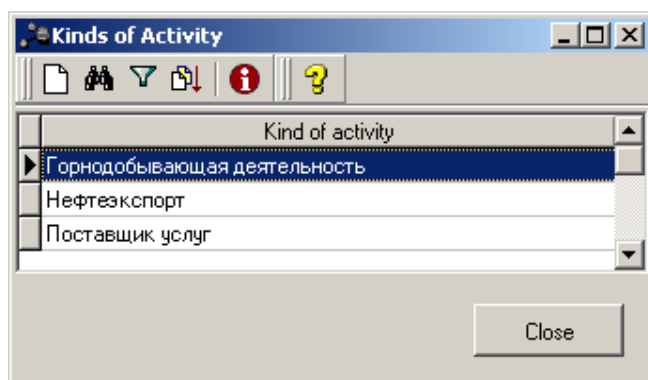 Kinds of Activity
Kind of activity
Горнодобывающая деятельность
Нефтеэкспорт
Поставщик услуг
Close